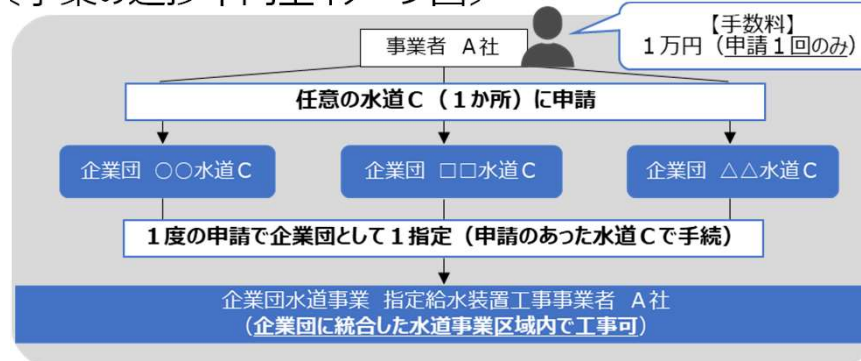 【手数料】
1万円（申請1回のみ）
事業者 A社
任意の水道C（1か所）に申請
企業団 ○○水道C
企業団 □□水道C
企業団 △△水道C
1度の申請で企業団として1指定（申請のあった水道Cで手続）
企業団水道事業 指定給水装置工事事業者 A社
（企業団に統合した水道事業区域内で工事可）